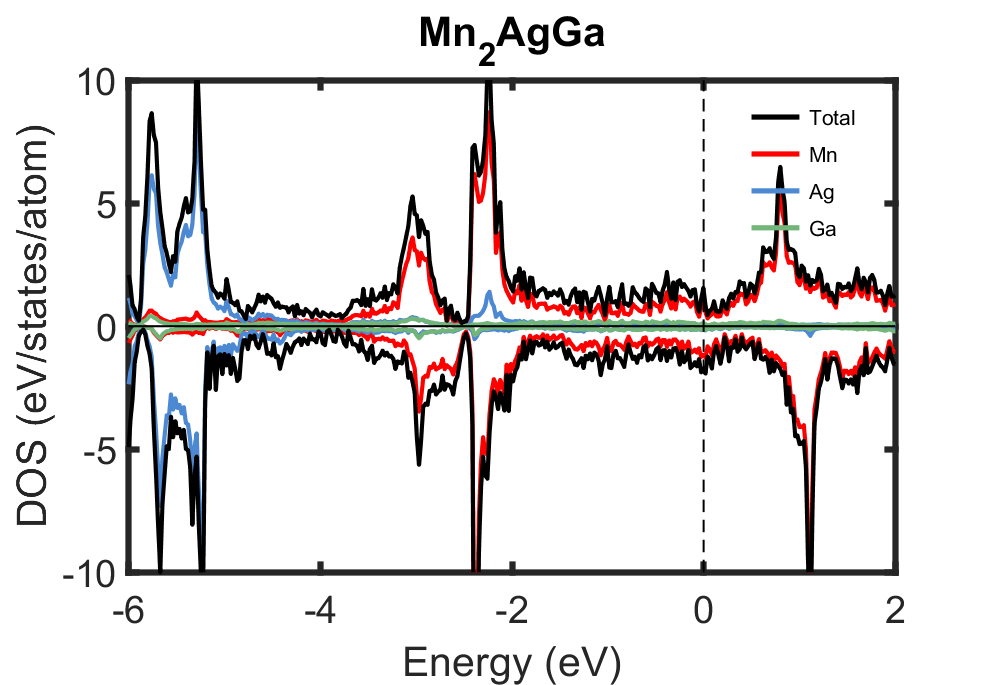 Mn2AgGa
DOS (eV/states/atom)
10
5
0
-5
-10
Total
Mn
Ag
Ga
-6 -4 -2 0 2
Energy (eV)